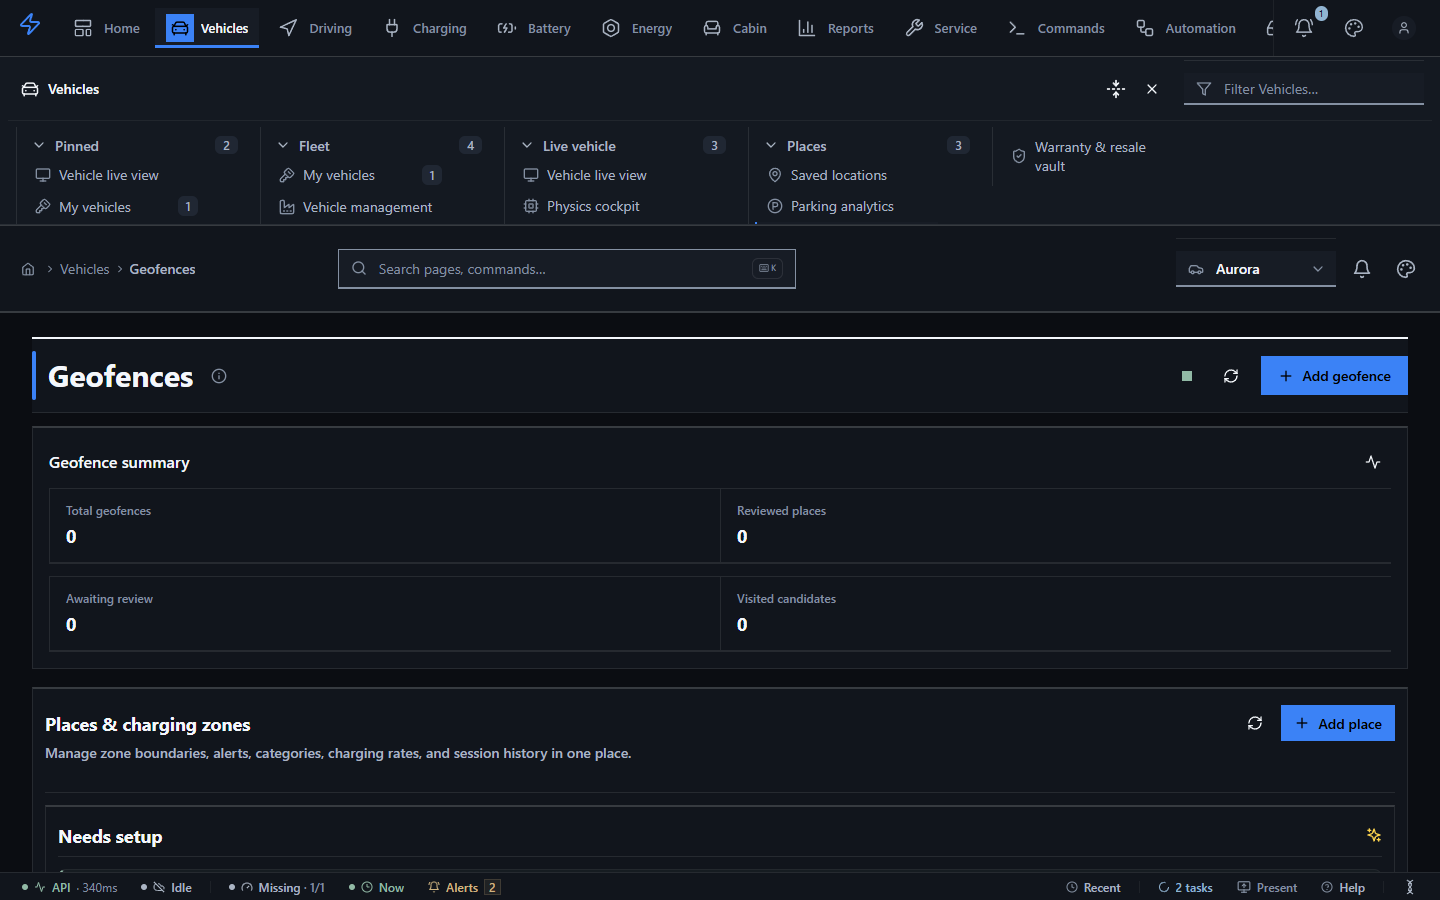 Home
Vehicles
Driving
Charging
Battery
Energy
Cabin
Reports
Service
Commands
Automation
1
Vehicles
Filter Vehicles...
Pinned 2
Vehicle live view
My vehicles 1
Fleet 4
My vehicles 1
Vehicle management
Live vehicle 3
Vehicle live view
Physics cockpit
Places 3
Saved locations
Parking analytics
Warranty & resale
vault
Vehicles
Geofences
Search pages, commands...
K
Aurora
Geofences
Add geofence
Geofence summary
Total geofences
0
Reviewed places
0
Awaiting review
0
Visited candidates
0
Places & charging zones
Add place
Manage zone boundaries, alerts, categories, charging rates, and session history in one place.
Needs setup
API · 340ms
Idle
Missing · 1/1
Now
Alerts 2
Recent
2 tasks
Present
Help